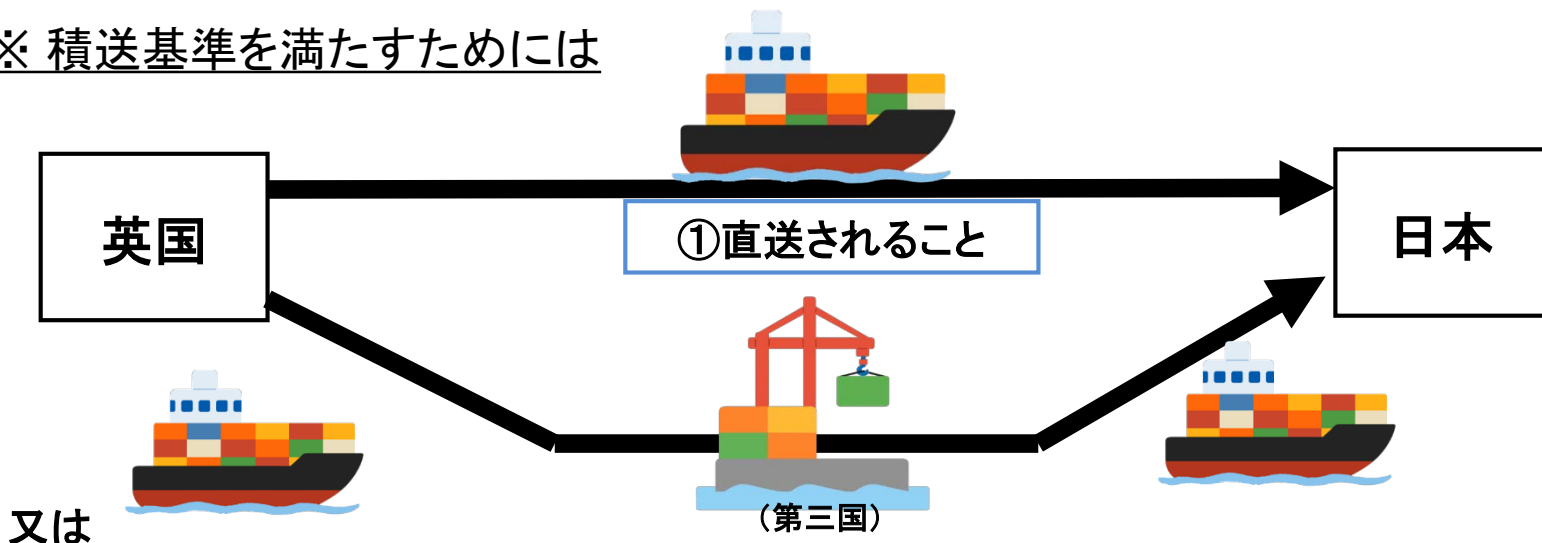 ※ 積送基準を満たすためには
英国
①直送されること
日本
(第三国)
又は